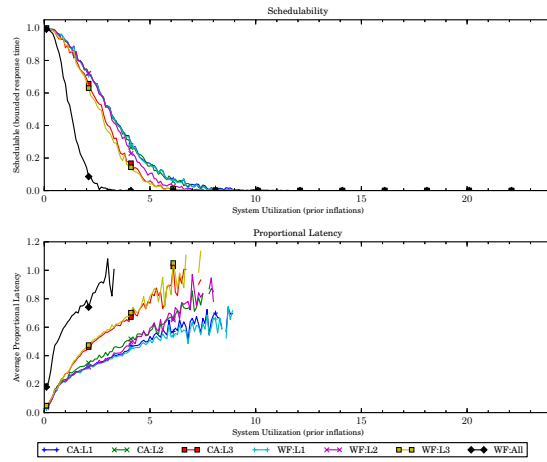 Schedulability
Schedulable (bounded response time)
1.0
0.8
0.6
0.4
0.2
0.0
0 5 10 15 20
System Utilization (prior inflations)
Proportional Latency
Average Proportional Latency
1.2
1.0
0.8
0.6
0.4
0.2
0.0
0 5 10 15 20
System Utilization (prior inflations)
CA:L1 CA:L2 CA:L3 WF:L1 WF:L2 WF:L3 WF:All